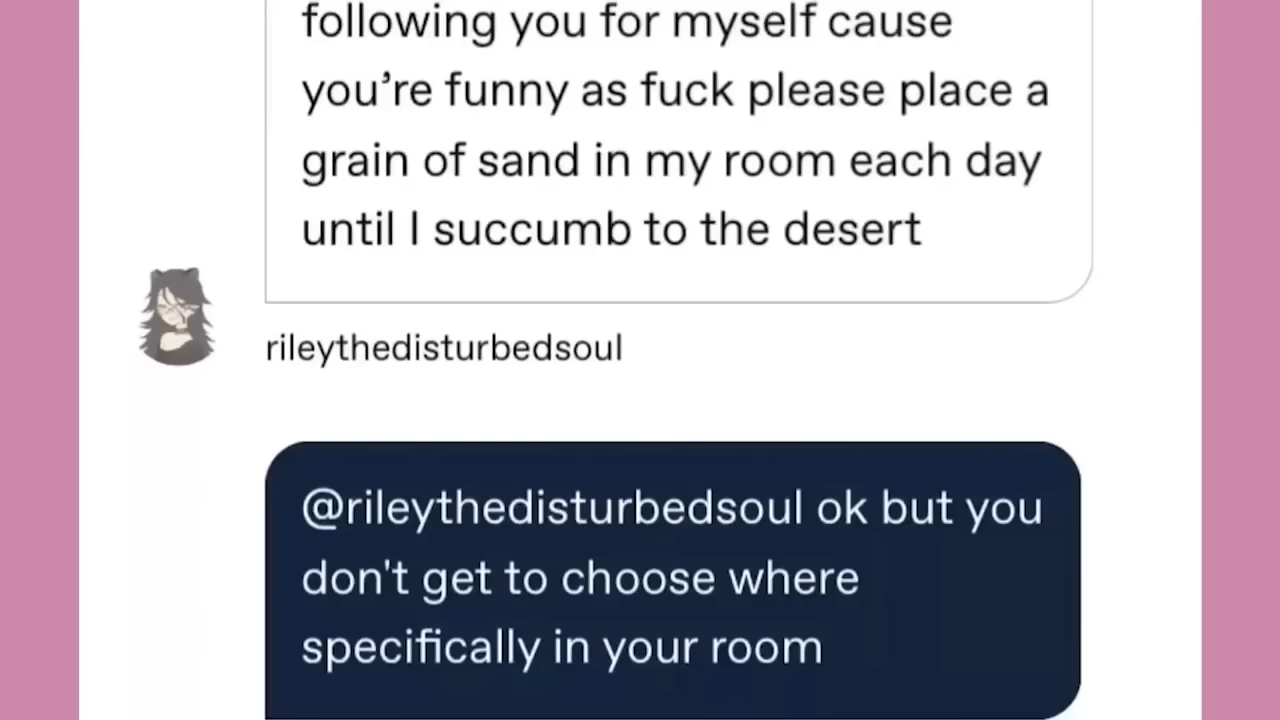 following you for myself cause
you’re funny as fuck please place a
grain of sand in my room each day
until I succumb to the desert
rileythedisturbedsoul
@rileythedisturbedsoul ok but you
don't get to choose where
specifically in your room